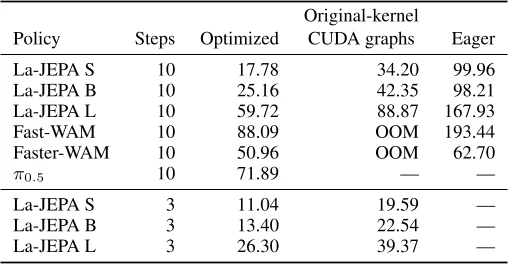 Original-kernel
Policy Steps Optimized CUDA graphs Eager
La-JEPA S 10 17.78 34.20 99.96
La-JEPA B 10 25.16 42.35 98.21
La-JEPA L 10 59.72 88.87 167.93
Fast-WAM 10 88.09 OOM 193.44
Faster-WAM 10 50.96 OOM 62.70
π0.5 10 71.89 — —
La-JEPA S 3 11.04 19.59 —
La-JEPA B 3 13.40 22.54 —
La-JEPA L 3 26.30 39.37 —